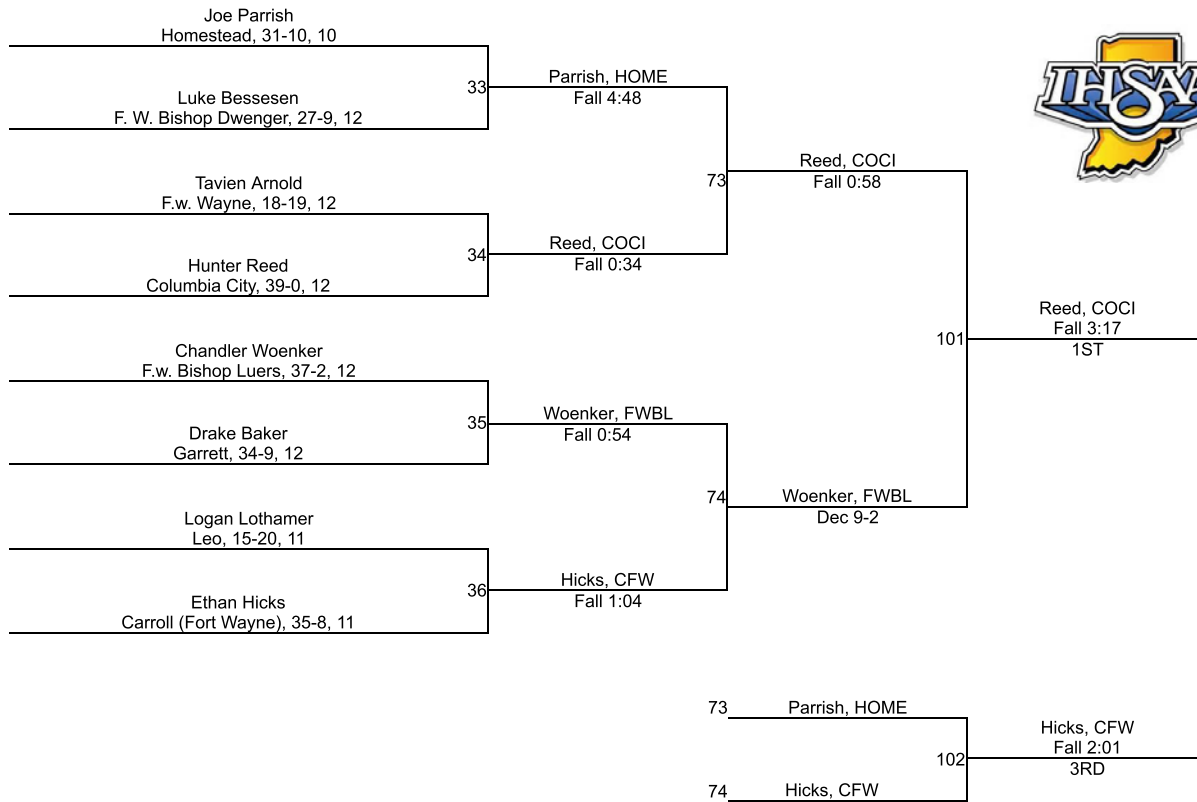 Joe Parrish
Homestead, 31-10, 10
33
Luke Bessesen
F. W. Bishop Dwenger, 27-9, 12
Parrish, HOME
Fall 4:48
Tavien Arnold
F.w. Wayne, 18-19, 12
34
Hunter Reed
Columbia City, 39-0, 12
Reed, COCI
Fall 0:34
73
Reed, COCI
Fall 0:58
Chandler Woenker
F.w. Bishop Luers, 37-2, 12
35
Drake Baker
Garrett, 34-9, 12
Woenker, FWBL
Fall 0:54
Logan Lothamer
Leo, 15-20, 11
36
Ethan Hicks
Carroll (Fort Wayne), 35-8, 11
Hicks, CFW
Fall 1:04
74
Woenker, FWBL
Dec 9-2
101
Reed, COCI
Fall 3:17
1ST
73
Parrish, HOME
74
Hicks, CFW
102
Hicks, CFW
Fall 2:01
3RD
IHSAA